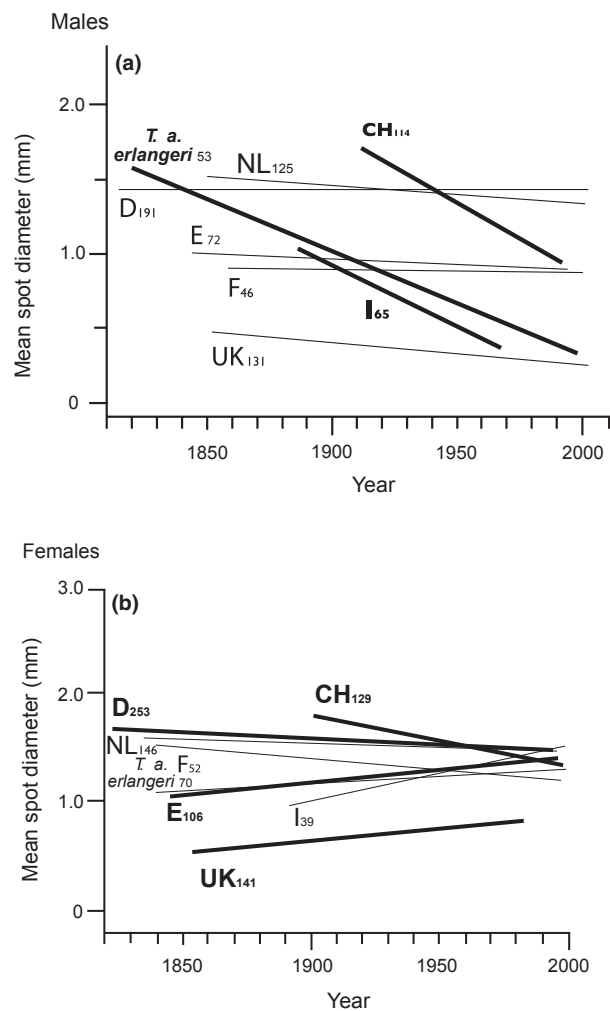 Males
(a)
2.0
1.0
0
Mean spot diameter (mm)
T. a.
erlangeri 53
CH114
NL125
D191
E72
F46
I65
UK131
1850 1900 1950 2000
Year
Females
(b)
3.0
2.0
1.0
0
Mean spot diameter (mm)
D253
CH129
NL146
T. a. F52
erlangeri 70
E106
I39
UK141
1850 1900 1950 2000
Year